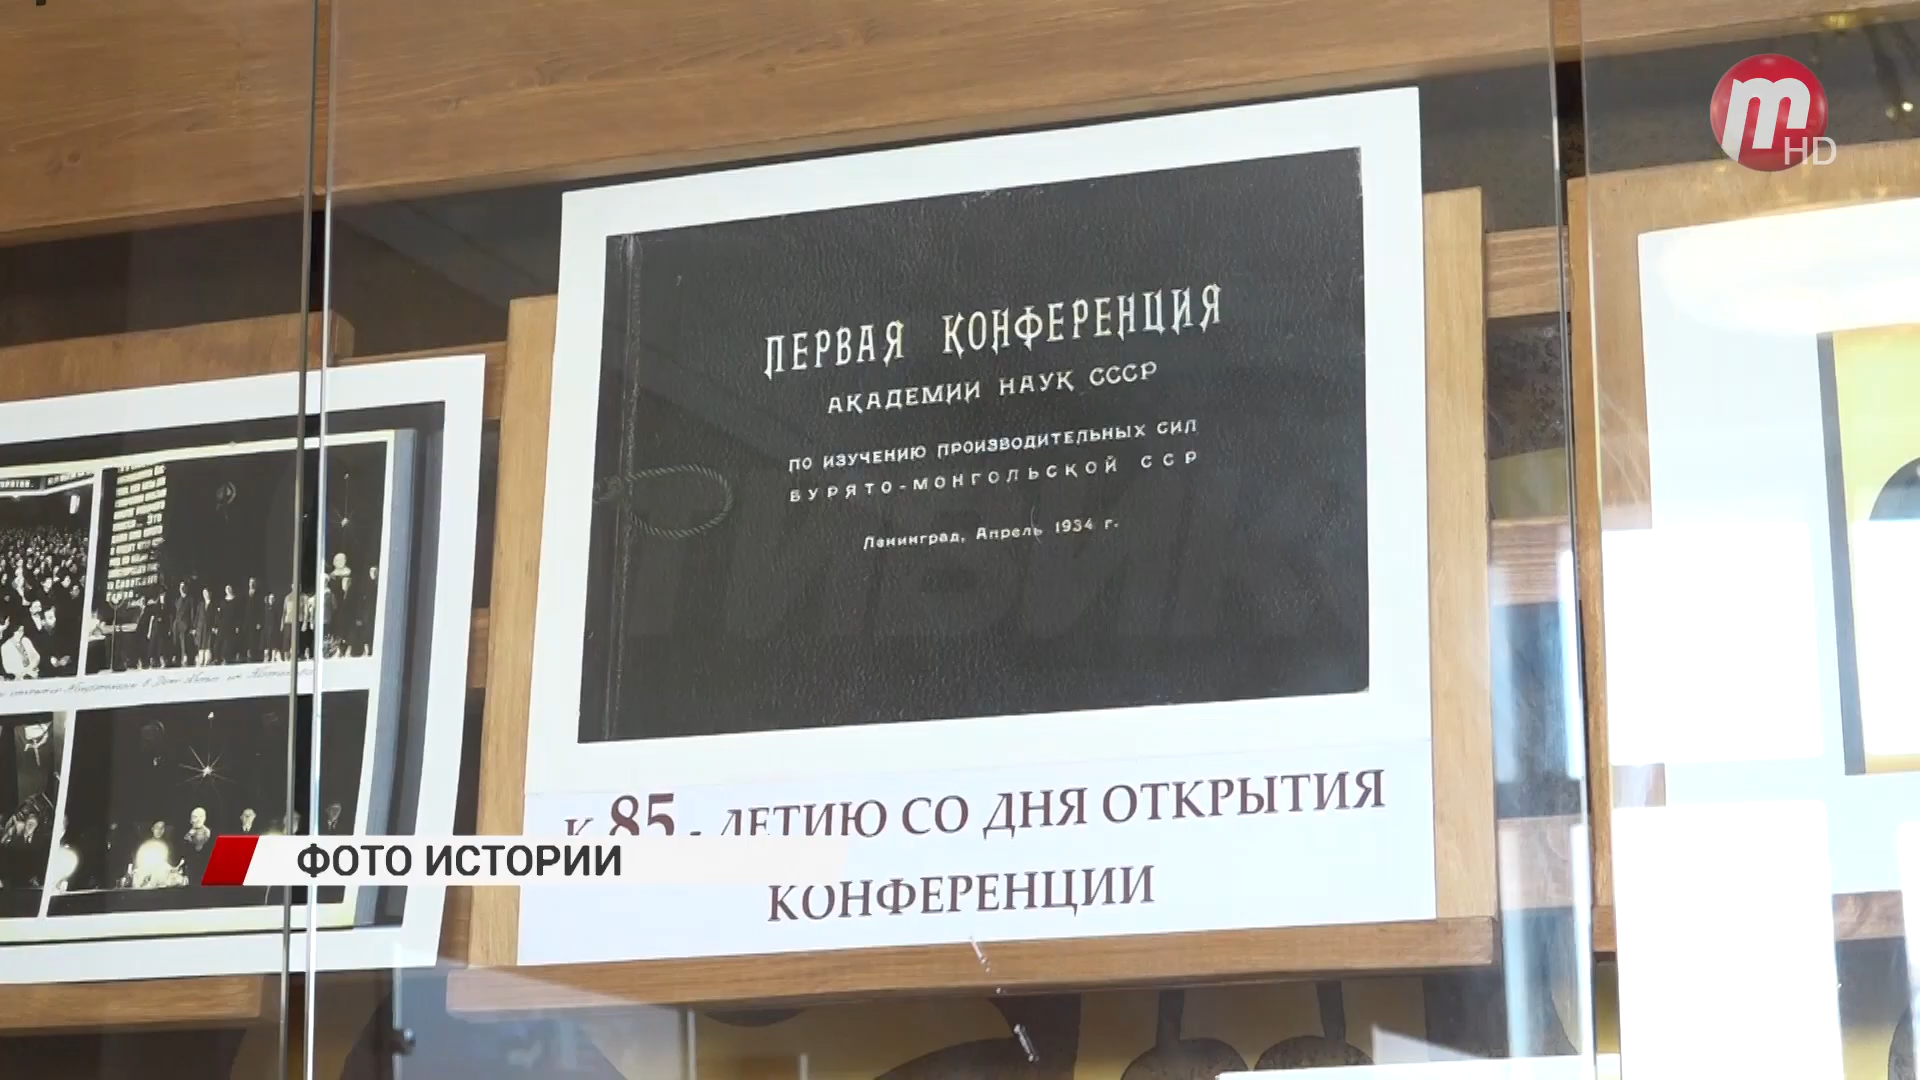 m HD
ПЕРВАЯ КОНФЕРЕНЦИЯ
АКАДЕМИИ НАУК СССР
ПО ИЗУЧЕНИЮ ПРОИЗВОДИТЕЛЬНЫХ СИЛ
БУРЯТО-МОНГОЛЬСКОЙ ССР
Ленинград, Апрель 1934 г.
К 85 - ЛЕТИЮ СО ДНЯ ОТКРЫТИЯ
КОНФЕРЕНЦИИ
ФОТО ИСТОРИИ